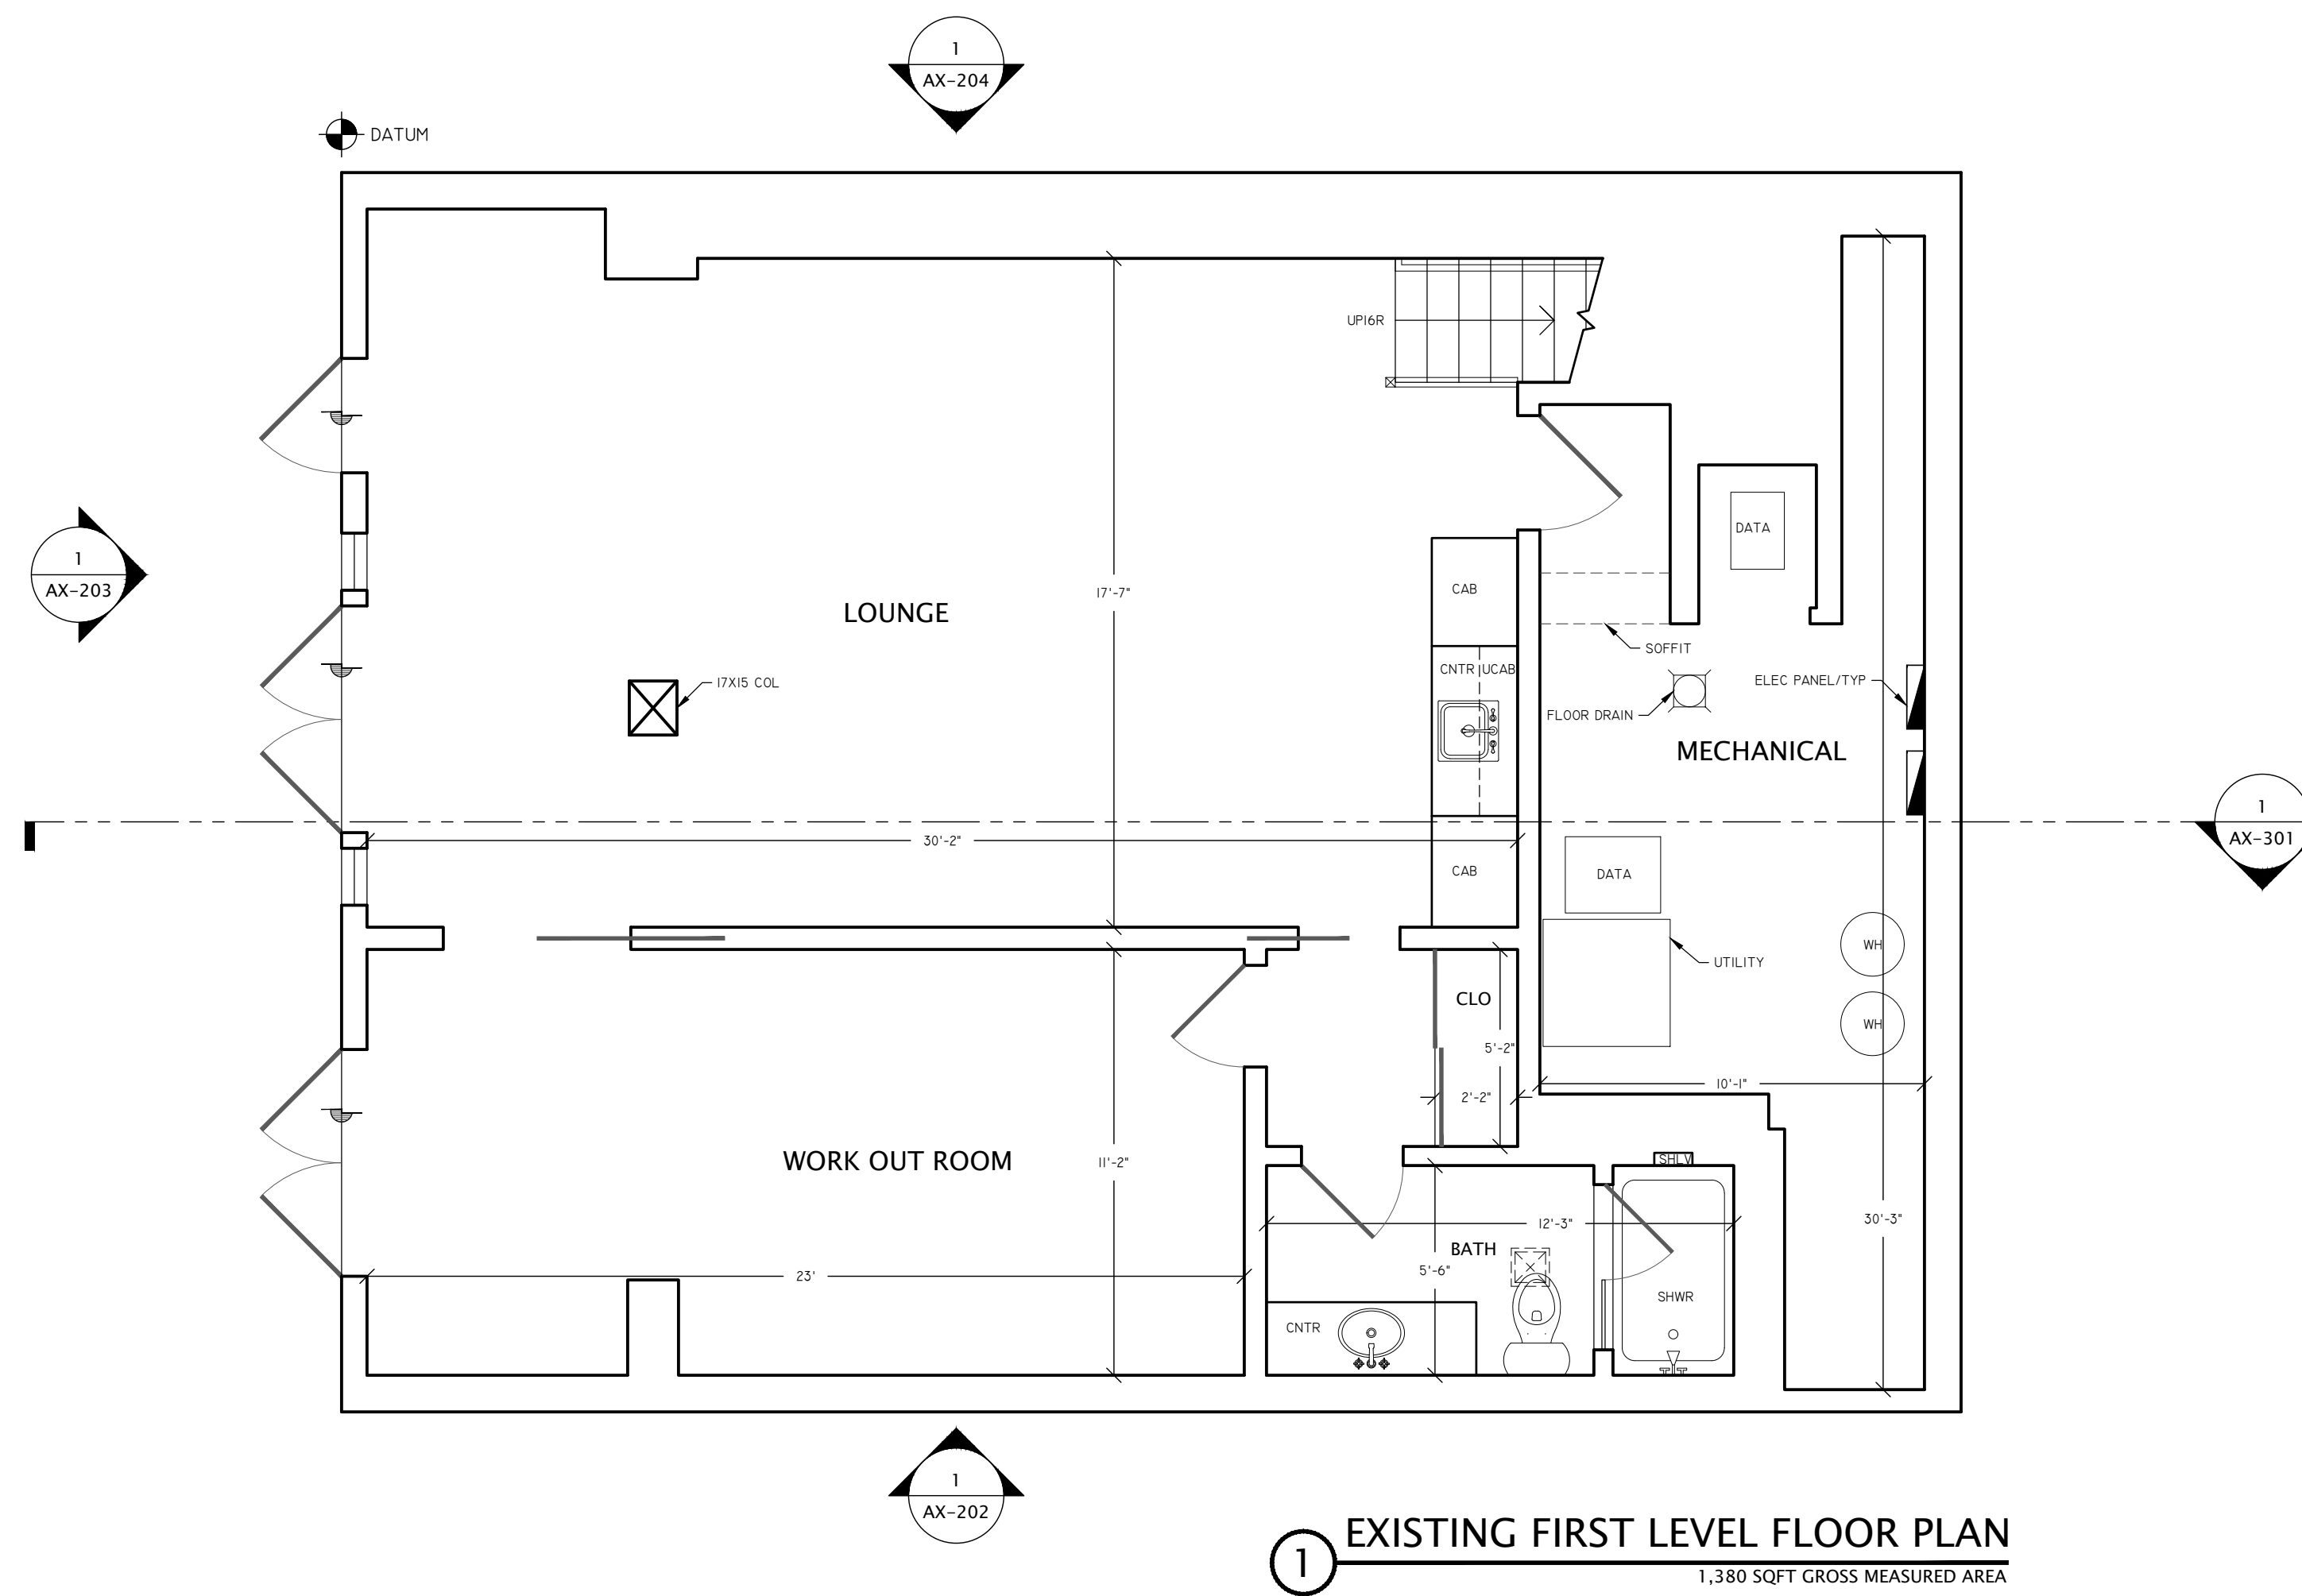 1
AX-204
DATUM
UP16R
1
AX-203
DATA
17'-7"
CAB
LOUNGE
SOFFIT
CNTR
UCAB
17X15 COL
ELEC PANEL/TYP
FLOOR DRAIN
MECHANICAL
1
AX-301
30'-2"
CAB
DATA
WH
UTILITY
CLO
WH
5'-2"
10'-1"
2'-2"
WORK OUT ROOM
11'-2"
SHLV
30'-3"
12'-3"
BATH
5'-6"
23'
SHWR
CNTR
1
AX-202
1
EXISTING FIRST LEVEL FLOOR PLAN
1,380 SQFT GROSS MEASURED AREA